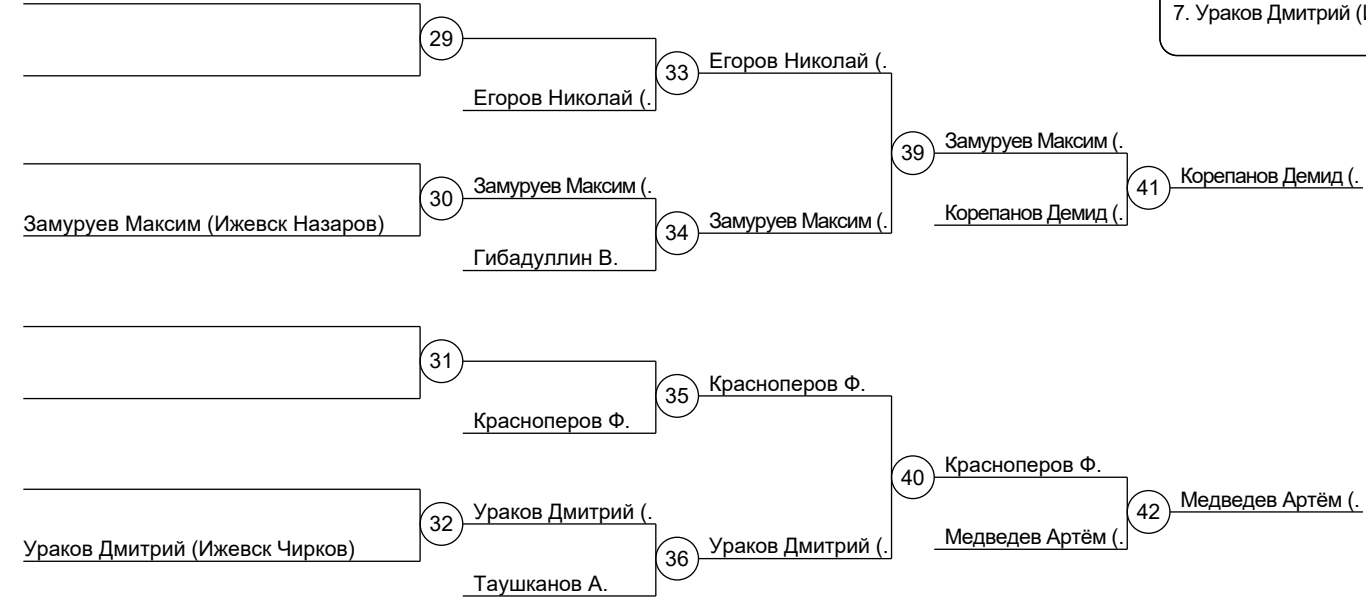 7. Ураков Дмитрий (
29
Егоров Николай (.
33
Егоров Николай (.
Замуруев Максим (.
39
Замуруев Максим (Ижевск Назаров)
30
Замуруев Максим (.
Гибадуллин В.
34
Замуруев Максим (.
Корепанов Демид (.
41
Корепанов Демид (.
31
Красноперов Ф.
35
Красноперов Ф.
Красноперов Ф.
40
Ураков Дмитрий (Ижевск Чирков)
32
Ураков Дмитрий (.
Таушканов А.
36
Ураков Дмитрий (.
Медведев Артём (.
42
Медведев Артём (.